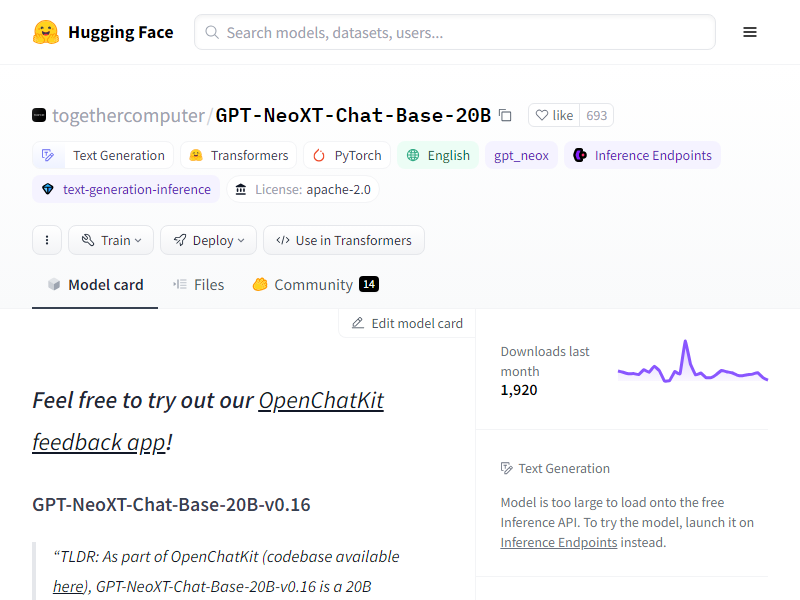 Hugging Face
Search models, datasets, users...
togethercomputer/GPT-NeoXT-Chat-Base-20B
like 693
Text Generation Transformers PyTorch English gpt_neox Inference Endpoints
text-generation-inference License: apache-2.0
Train Deploy Use in Transformers
Model card Files Community 14
Edit model card
Downloads last
month
1,920
Feel free to try out our OpenChatKit
feedback app!
GPT-NeoXT-Chat-Base-20B-v0.16
“TLDR: As part of OpenChatKit (codebase available
here), GPT-NeoXT-Chat-Base-20B-v0.16 is a 20B
Text Generation
Model is too large to load onto the free
Inference API. To try the model, launch it on
Inference Endpoints instead.